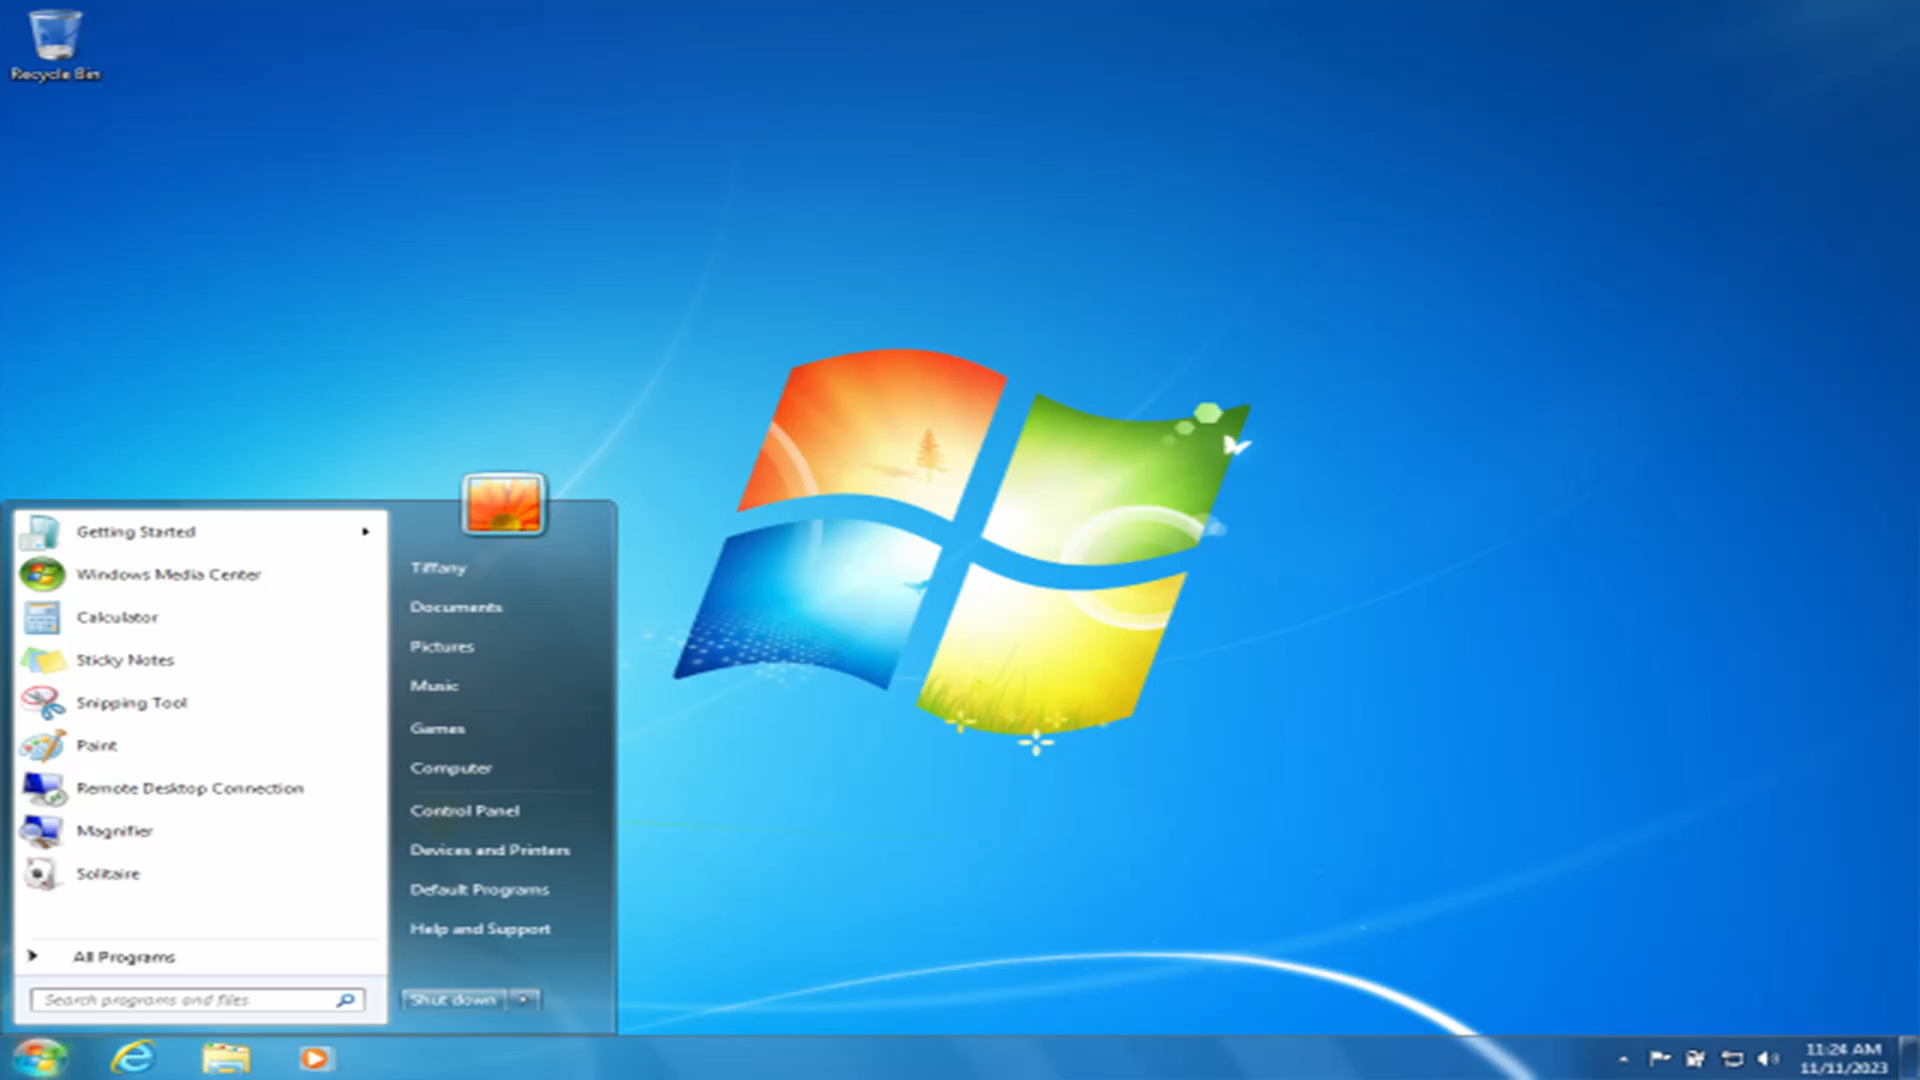 Recycle Bin
Getting Started
Windows Media Center
Calculator
Sticky Notes
Snipping Tool
Paint
Remote Desktop Connection
Magnifier
Solitaire
All Programs
Search programs and files
Tiffany
Documents
Pictures
Music
Games
Computer
Control Panel
Devices and Printers
Default Programs
Help and Support
Shut down
11:24 AM
11/11/2023